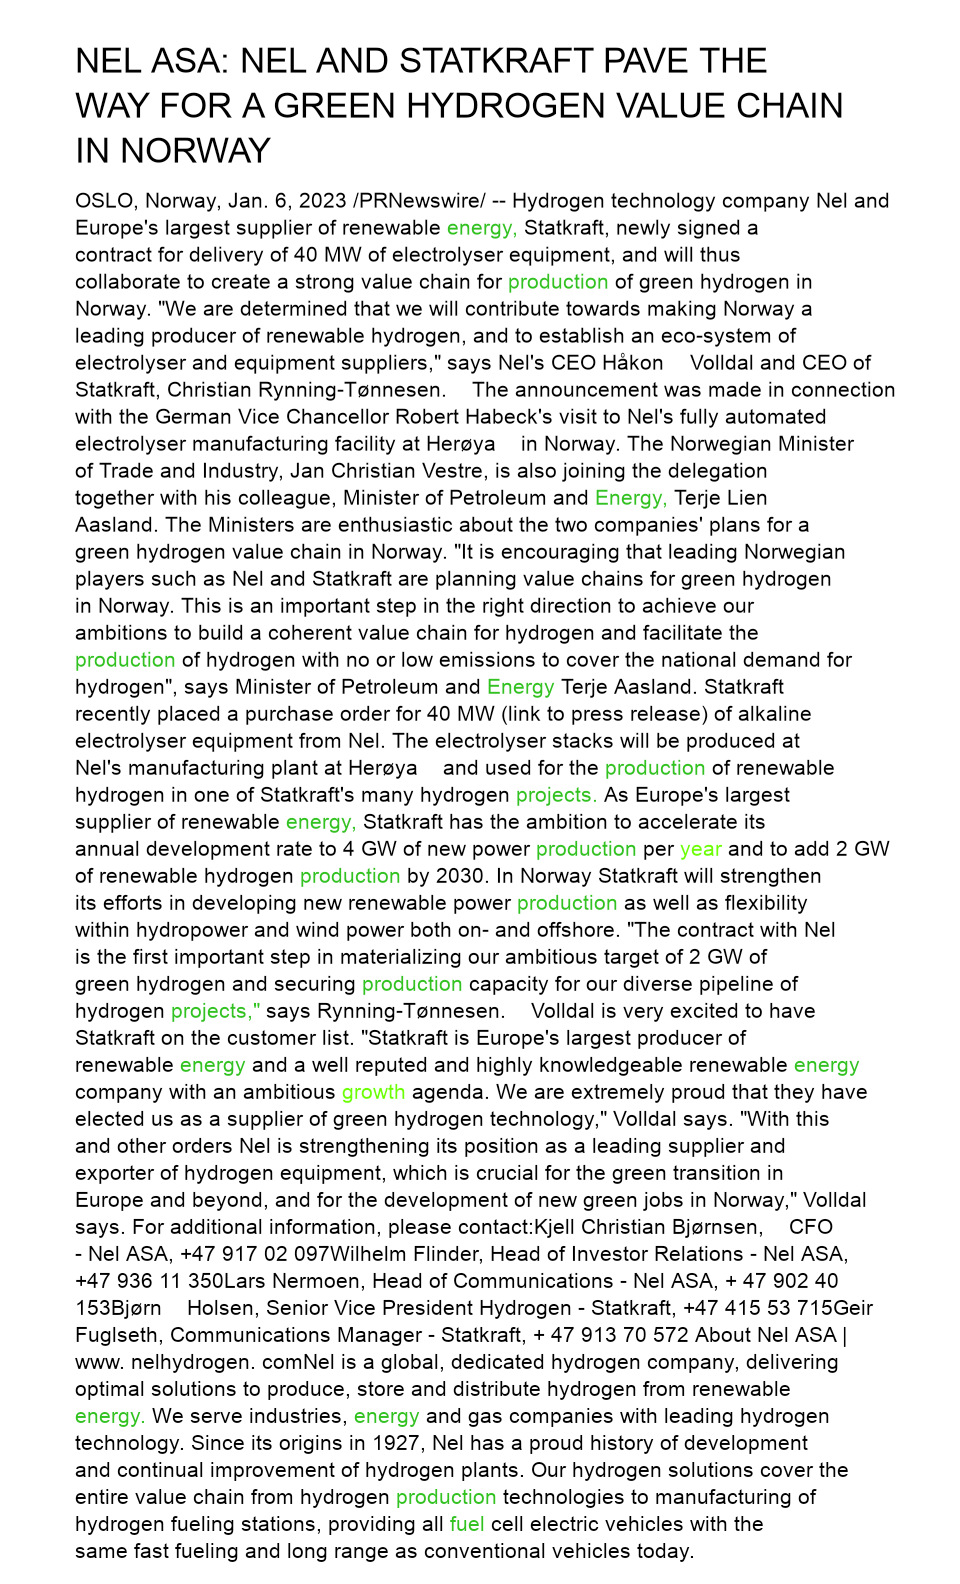 NEL ASA: NEL AND STATKRAFT PAVE THE
WAY FOR A GREEN HYDROGEN VALUE CHAIN
IN NORWAY
OSLO, Norway, Jan. 6, 2023 /PRNewswire/ -- Hydrogen technology company Nel and
Europe's largest supplier of renewable energy, Statkraft, newly signed a
contract for delivery of 40 MW of electrolyser equipment, and will thus
collaborate to create a strong value chain for production of green hydrogen in
Norway. "We are determined that we will contribute towards making Norway a
leading producer of renewable hydrogen, and to establish an eco-system of
electrolyser and equipment suppliers," says Nel's CEO Håkon Volldal and CEO of
Statkraft, Christian Rynning-Tønnesen. The announcement was made in connection
with the German Vice Chancellor Robert Habeck's visit to Nel's fully automated
electrolyser manufacturing facility at Herøya in Norway. The Norwegian Minister
of Trade and Industry, Jan Christian Vestre, is also joining the delegation
together with his colleague, Minister of Petroleum and Energy, Terje Lien
Aasland. The Ministers are enthusiastic about the two companies' plans for a
green hydrogen value chain in Norway. "It is encouraging that leading Norwegian
players such as Nel and Statkraft are planning value chains for green hydrogen
in Norway. This is an important step in the right direction to achieve our
ambitions to build a coherent value chain for hydrogen and facilitate the
production of hydrogen with no or low emissions to cover the national demand for
hydrogen", says Minister of Petroleum and Energy Terje Aasland. Statkraft
recently placed a purchase order for 40 MW (link to press release) of alkaline
electrolyser equipment from Nel. The electrolyser stacks will be produced at
Nel's manufacturing plant at Herøya and used for the production of renewable
hydrogen in one of Statkraft's many hydrogen projects. As Europe's largest
supplier of renewable energy, Statkraft has the ambition to accelerate its
annual development rate to 4 GW of new power production per year and to add 2 GW
of renewable hydrogen production by 2030. In Norway Statkraft will strengthen
its efforts in developing new renewable power production as well as flexibility
within hydropower and wind power both on- and offshore. "The contract with Nel
is the first important step in materializing our ambitious target of 2 GW of
green hydrogen and securing production capacity for our diverse pipeline of
hydrogen projects," says Rynning-Tønnesen. Volldal is very excited to have
Statkraft on the customer list. "Statkraft is Europe's largest producer of
renewable energy and a well reputed and highly knowledgeable renewable energy
company with an ambitious growth agenda. We are extremely proud that they have
elected us as a supplier of green hydrogen technology," Volldal says. "With this
and other orders Nel is strengthening its position as a leading supplier and
exporter of hydrogen equipment, which is crucial for the green transition in
Europe and beyond, and for the development of new green jobs in Norway," Volldal
says. For additional information, please contact:Kjell Christian Bjørnsen, CFO
- Nel ASA, +47 917 02 097Wilhelm Flinder, Head of Investor Relations - Nel ASA,
+47 936 11 350Lars Nermoen, Head of Communications - Nel ASA, + 47 902 40
153Bjørn Holsen, Senior Vice President Hydrogen - Statkraft, +47 415 53 715Geir
Fuglseth, Communications Manager - Statkraft, + 47 913 70 572 About Nel ASA |
www. nelhydrogen. comNel is a global, dedicated hydrogen company, delivering
optimal solutions to produce, store and distribute hydrogen from renewable
energy. We serve industries, energy and gas companies with leading hydrogen
technology. Since its origins in 1927, Nel has a proud history of development
and continual improvement of hydrogen plants. Our hydrogen solutions cover the
entire value chain from hydrogen production technologies to manufacturing of
hydrogen fueling stations, providing all fuel cell electric vehicles with the
same fast fueling and long range as conventional vehicles today.